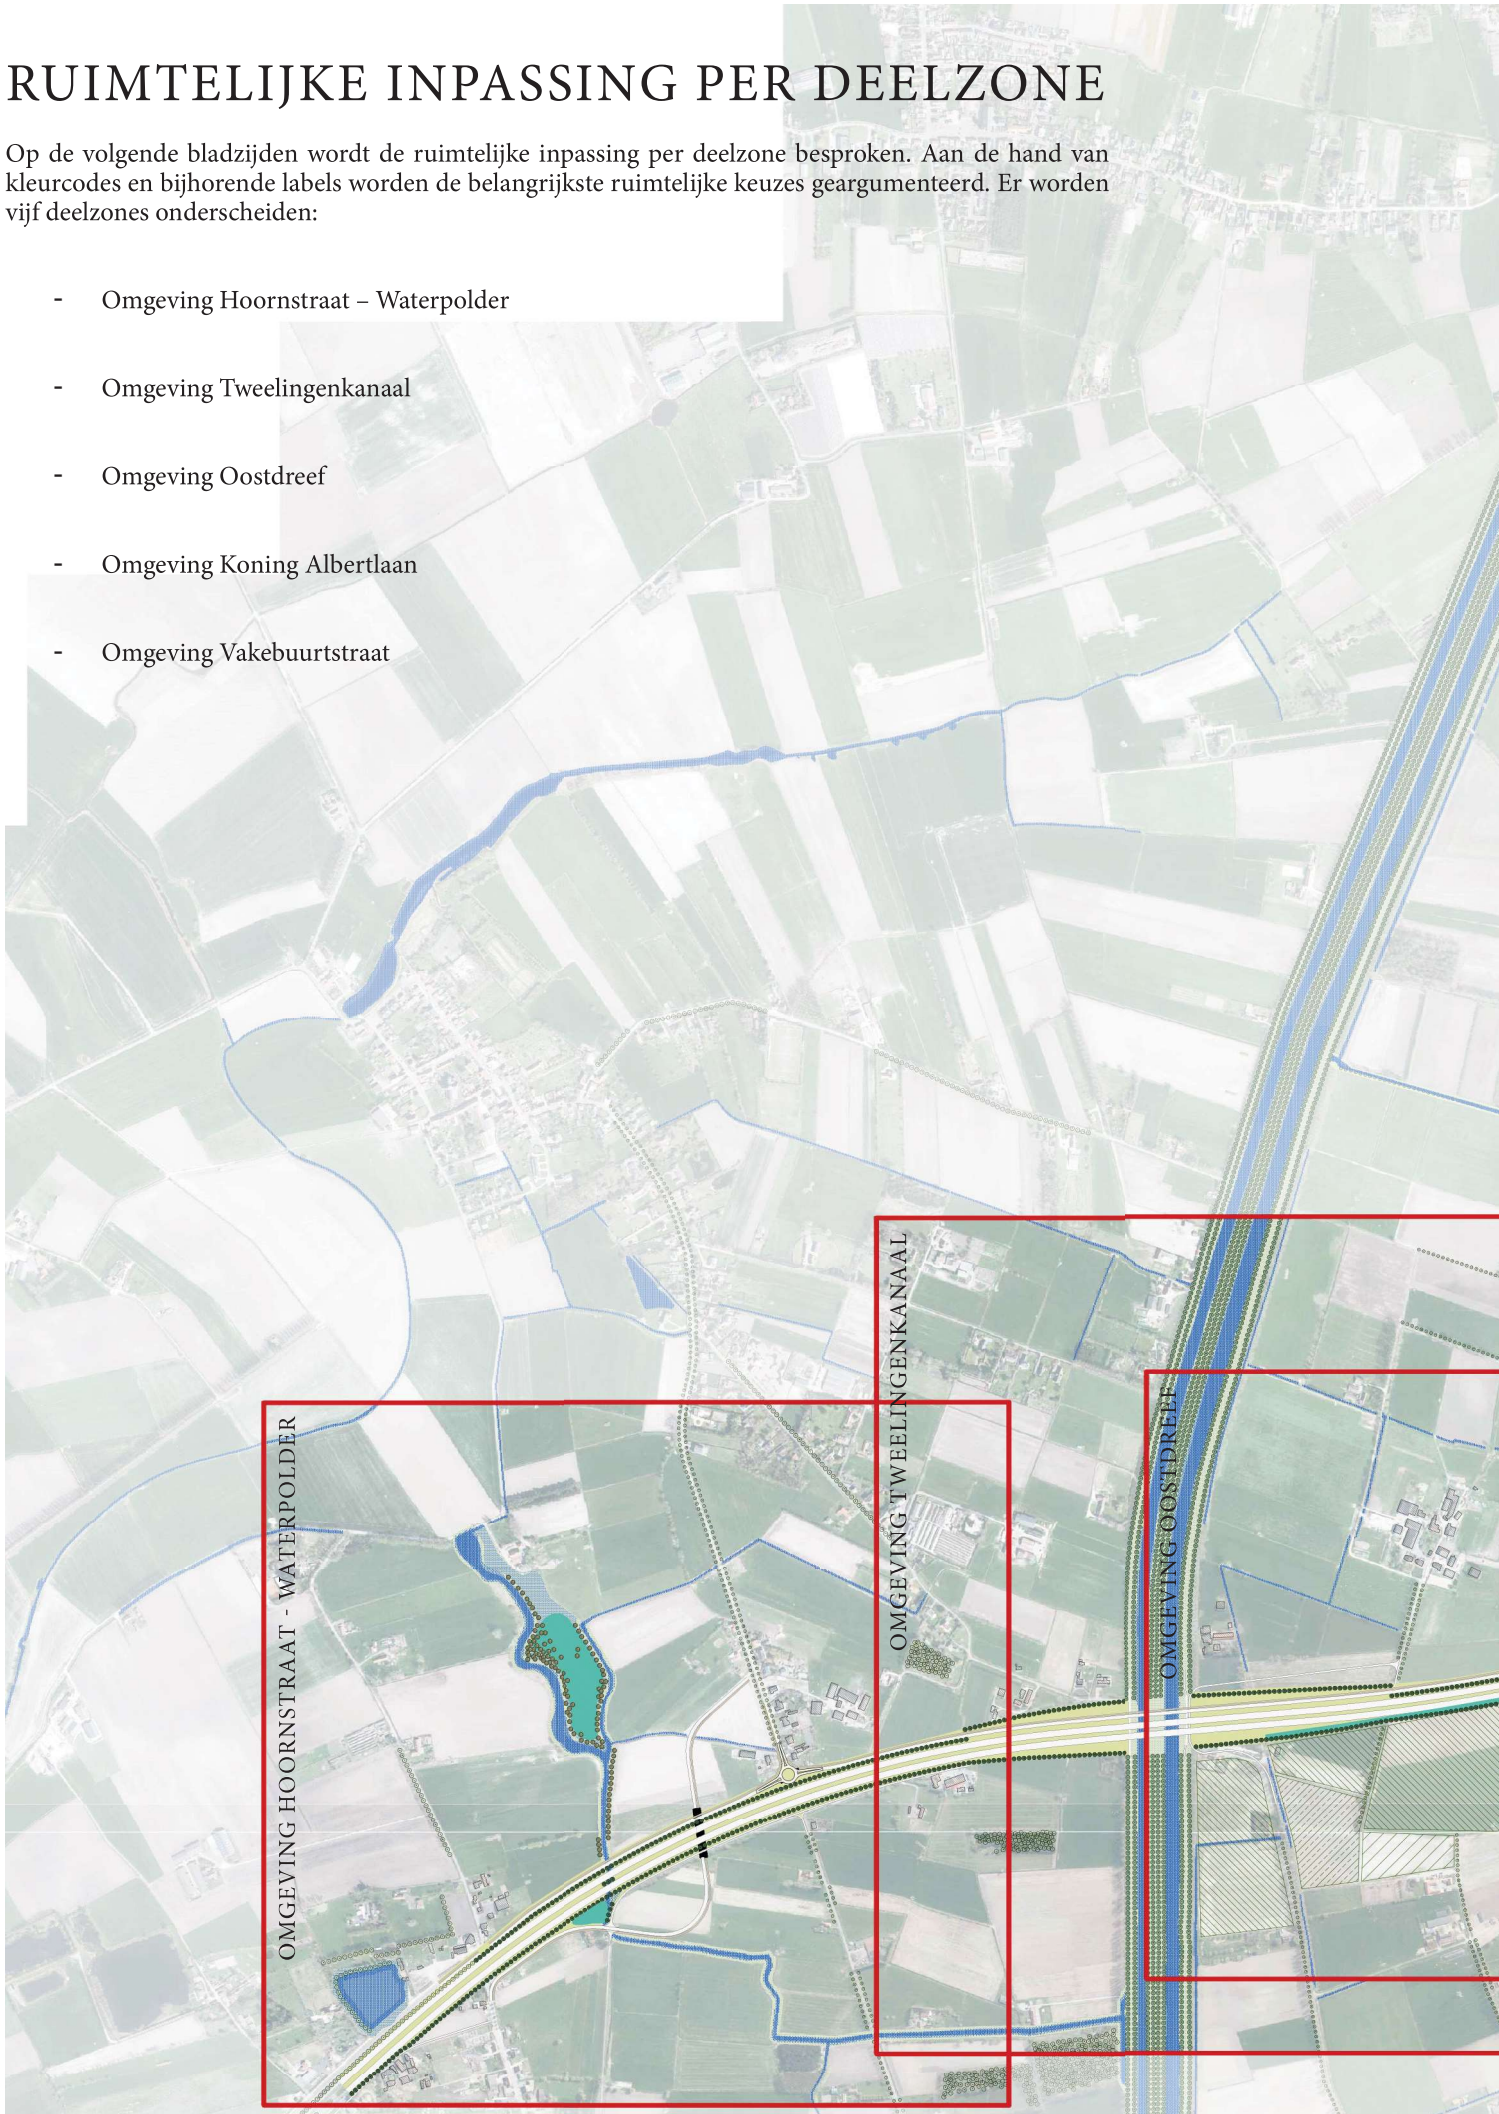 RUIMTELIJKE INPASSING PER DEELZONE
Op de volgende bladzijden wordt de ruimtelijke inpassing per deelzone besproken. Aan de hand van
kleurcodes en bijhorende labels worden de belangrijkste ruimtelijke keuzes geargumenteerd. Er worden
vijf deelzones onderscheiden:
- Omgeving Hoornstraat – Waterpolder
- Omgeving Tweelingenkanaal
- Omgeving Oostdreef
- Omgeving Koning Albertlaan
- Omgeving Vakebuurtstraat
OMGEVING HOORNSTRAAT - WATERPOLDER
OMGEVING TWEELINGENKANAAL
OMGEVING OOSTDREEF